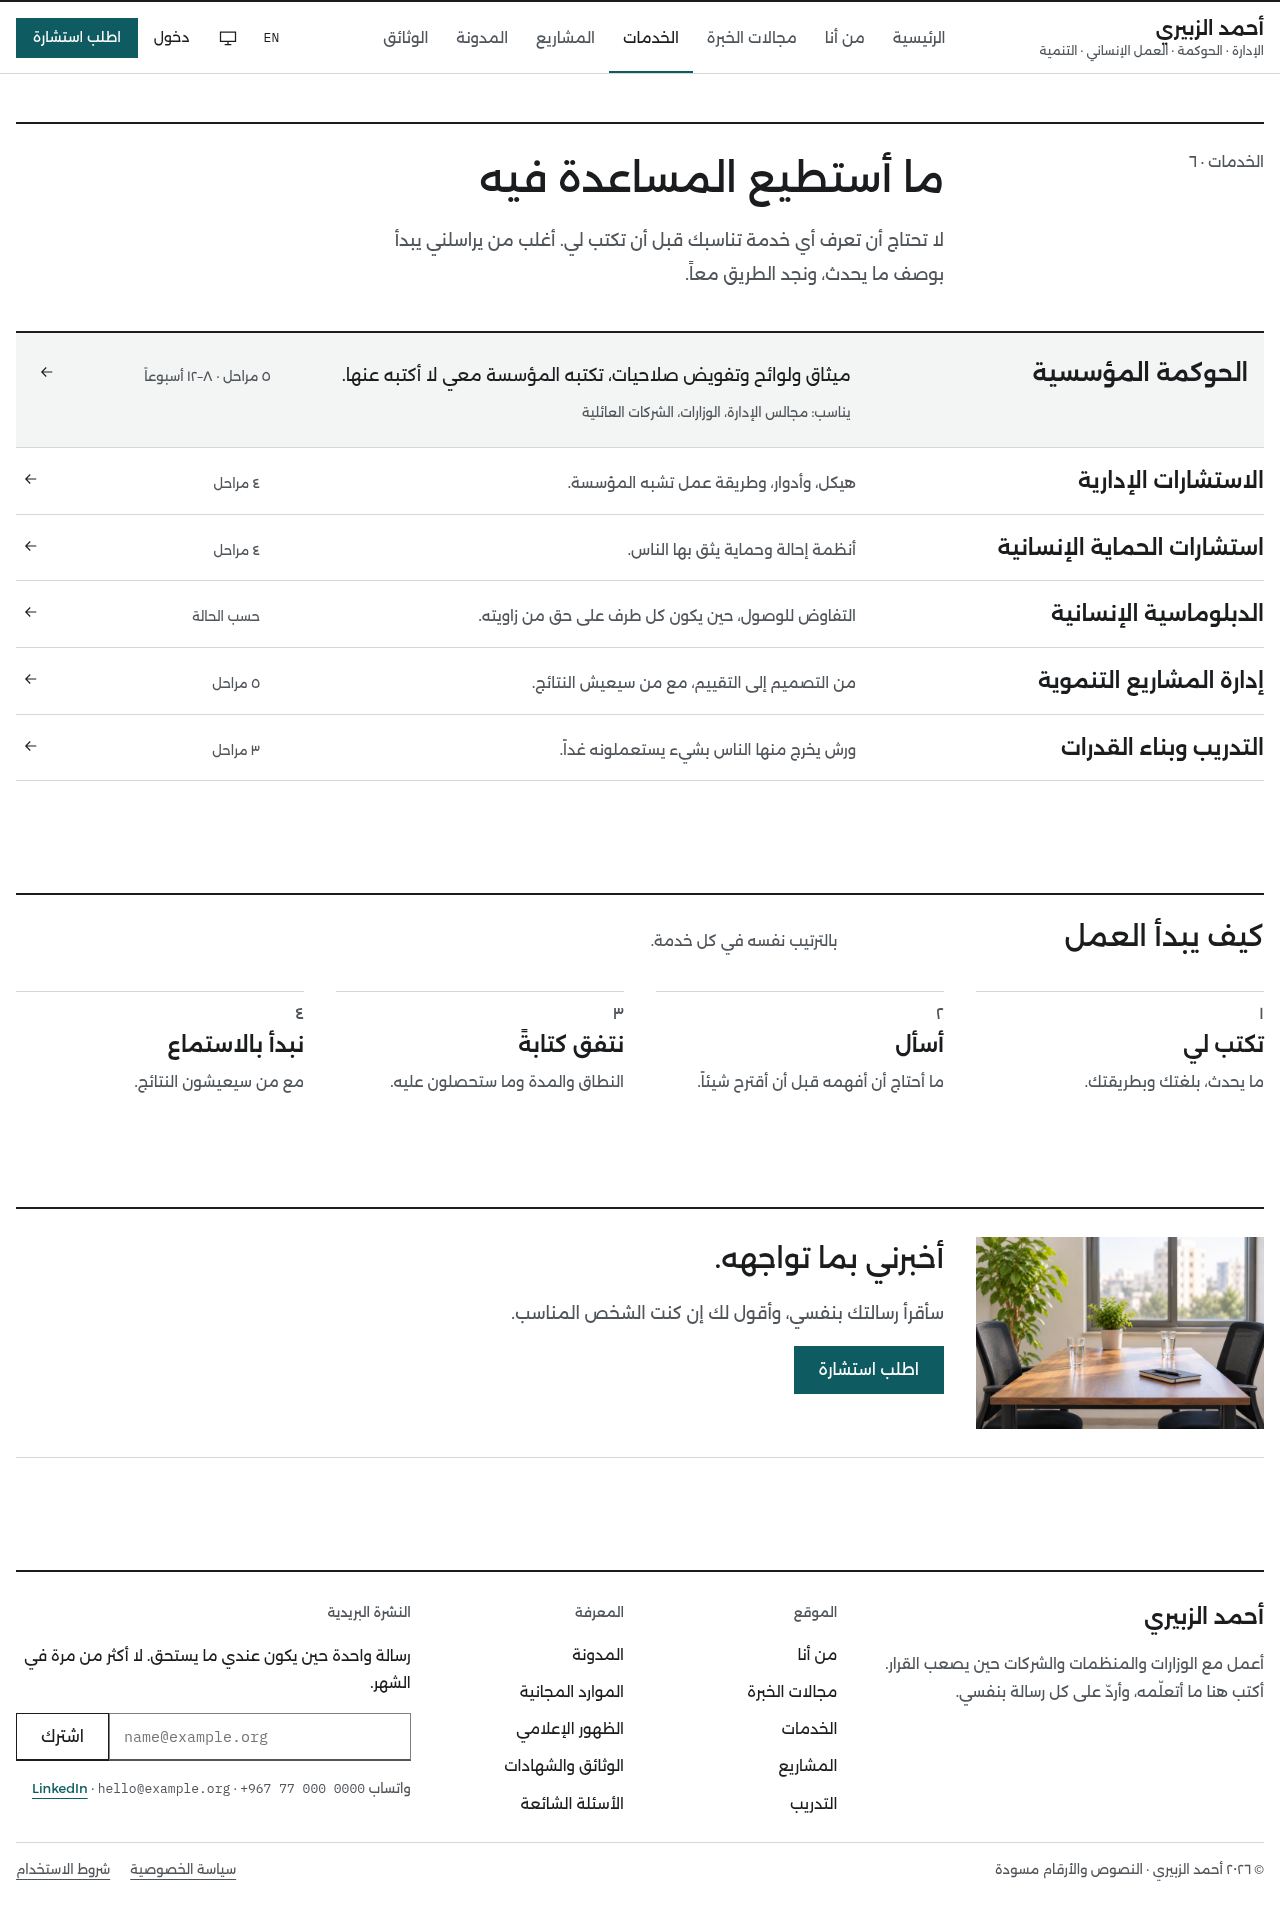 أحمد الزبيري
الإدارة · الحوكمة · العمل الإنساني · التنمية
الرئيسية
من أنا
مجالات الخبرة
الخدمات
المشاريع
المدونة
الوثائق
EN
دخول
اطلب استشارة
الخدمات · ٦
ما أستطيع المساعدة فيه
لا تحتاج أن تعرف أي خدمة تناسبك قبل أن تكتب لي. أغلب من يراسلني يبدأ
بوصف ما يحدث، ونجد الطريق معاً.
الحوكمة المؤسسية
ميثاق ولوائح وتفويض صلاحيات، تكتبه المؤسسة معي لا أكتبه عنها.
يناسب: مجالس الإدارة، الوزارات، الشركات العائلية
٥ مراحل · ٨–١٢ أسبوعاً
←
الاستشارات الإدارية
هيكل، وأدوار، وطريقة عمل تشبه المؤسسة.
٤ مراحل
←
استشارات الحماية الإنسانية
أنظمة إحالة وحماية يثق بها الناس.
٤ مراحل
←
الدبلوماسية الإنسانية
التفاوض للوصول، حين يكون كل طرف على حق من زاويته.
حسب الحالة
←
إدارة المشاريع التنموية
من التصميم إلى التقييم، مع من سيعيش النتائج.
٥ مراحل
←
التدريب وبناء القدرات
ورش يخرج منها الناس بشيء يستعملونه غداً.
٣ مراحل
←
كيف يبدأ العمل
بالترتيب نفسه في كل خدمة.
١
تكتب لي
ما يحدث، بلغتك وبطريقتك.
٢
أسأل
ما أحتاج أن أفهمه قبل أن أقترح شيئاً.
٣
نتفق كتابةً
النطاق والمدة وما ستحصلون عليه.
٤
نبدأ بالاستماع
مع من سيعيشون النتائج.
أخبرني بما تواجهه.
سأقرأ رسالتك بنفسي، وأقول لك إن كنت الشخص المناسب.
اطلب استشارة
أحمد الزبيري
أعمل مع الوزارات والمنظمات والشركات حين يصعب القرار.
أكتب هنا ما أتعلّمه، وأردّ على كل رسالة بنفسي.
الموقع
من أنا
مجالات الخبرة
الخدمات
المشاريع
التدريب
المعرفة
المدونة
الموارد المجانية
الظهور الإعلامي
الوثائق والشهادات
الأسئلة الشائعة
النشرة البريدية
رسالة واحدة حين يكون عندي ما يستحق. لا أكثر من مرة في
الشهر.
name@example.org
اشترك
واتساب +967 77 000 0000 · hello@example.org · LinkedIn
© ٢٠٢٦ أحمد الزبيري · النصوص والأرقام مسودة
سياسة الخصوصية
شروط الاستخدام